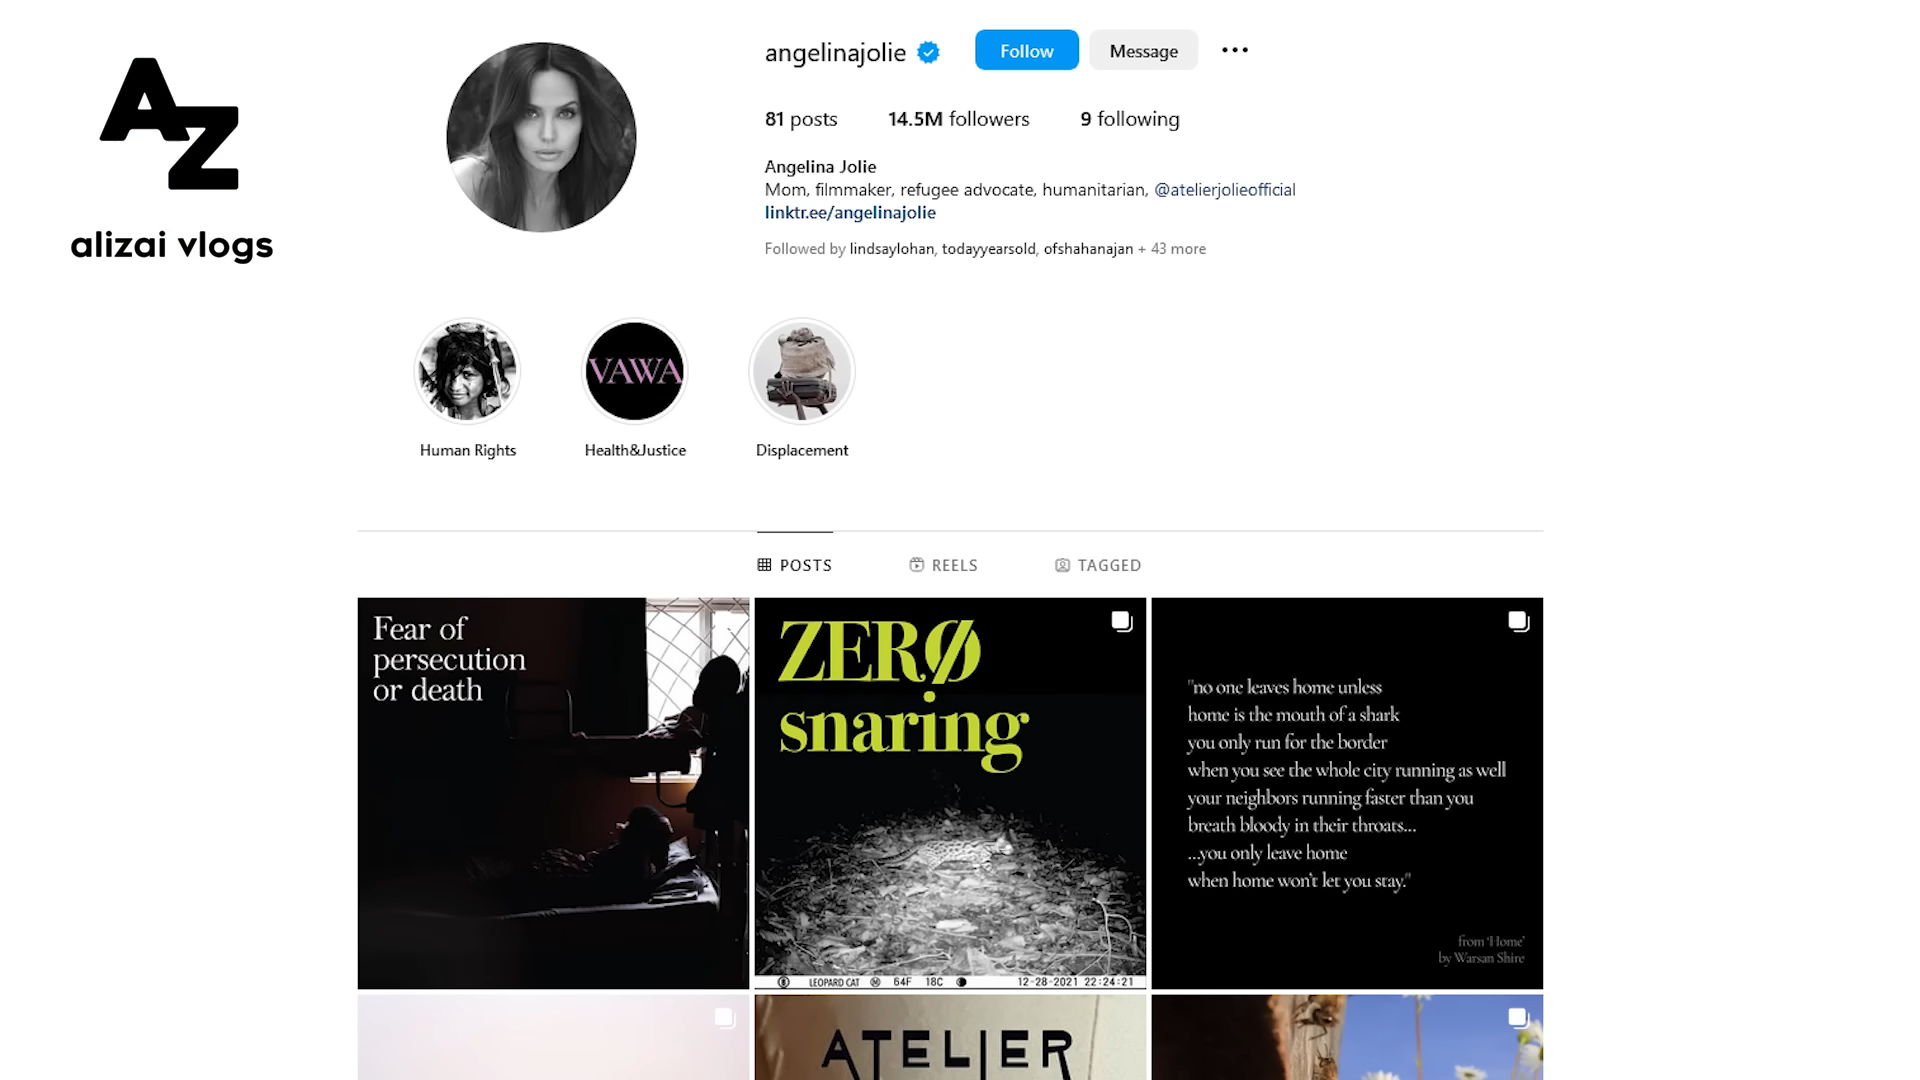 AZ
alizai vlogs
angelinajolie
Follow
Message
81 posts
14.5M followers
9 following
Angelina Jolie
Mom, filmmaker, refugee advocate, humanitarian, @atelierjolieofficial
linktr.ee/angelinajolie
Followed by lindsaylohan, todayyearsold, ofshahanajan + 43 more
VAWA
Human Rights
Health&Justice
Displacement
POSTS
REELS
TAGGED
Fear of
persecution
or death
ZERØ
snaring
LEOPARD CAT M 64F 18C 12-28-2021 22:24:21
"no one leaves home unless
home is the mouth of a shark
you only run for the border
when you see the whole city running as well
your neighbors running faster than you
breath bloody in their throats...
...you only leave home
when home won't let you stay."
from 'Home'
by Warsan Shire
ATELIER